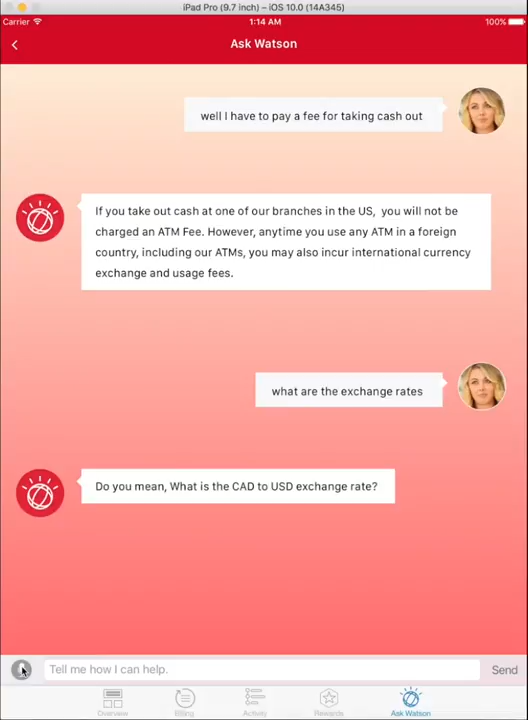 iPad Pro (9.7 inch) – iOS 10.0 (14A345)
Carrier 1:14 AM 100%
Ask Watson
well I have to pay a fee for taking cash out
If you take out cash at one of our branches in the US, you will not be
charged an ATM Fee. However, anytime you use any ATM in a foreign
country, including our ATMs, you may also incur international currency
exchange and usage fees.
what are the exchange rates
Do you mean, What is the CAD to USD exchange rate?
Tell me how I can help. Send
Overview Billing Activity Rewards Ask Watson